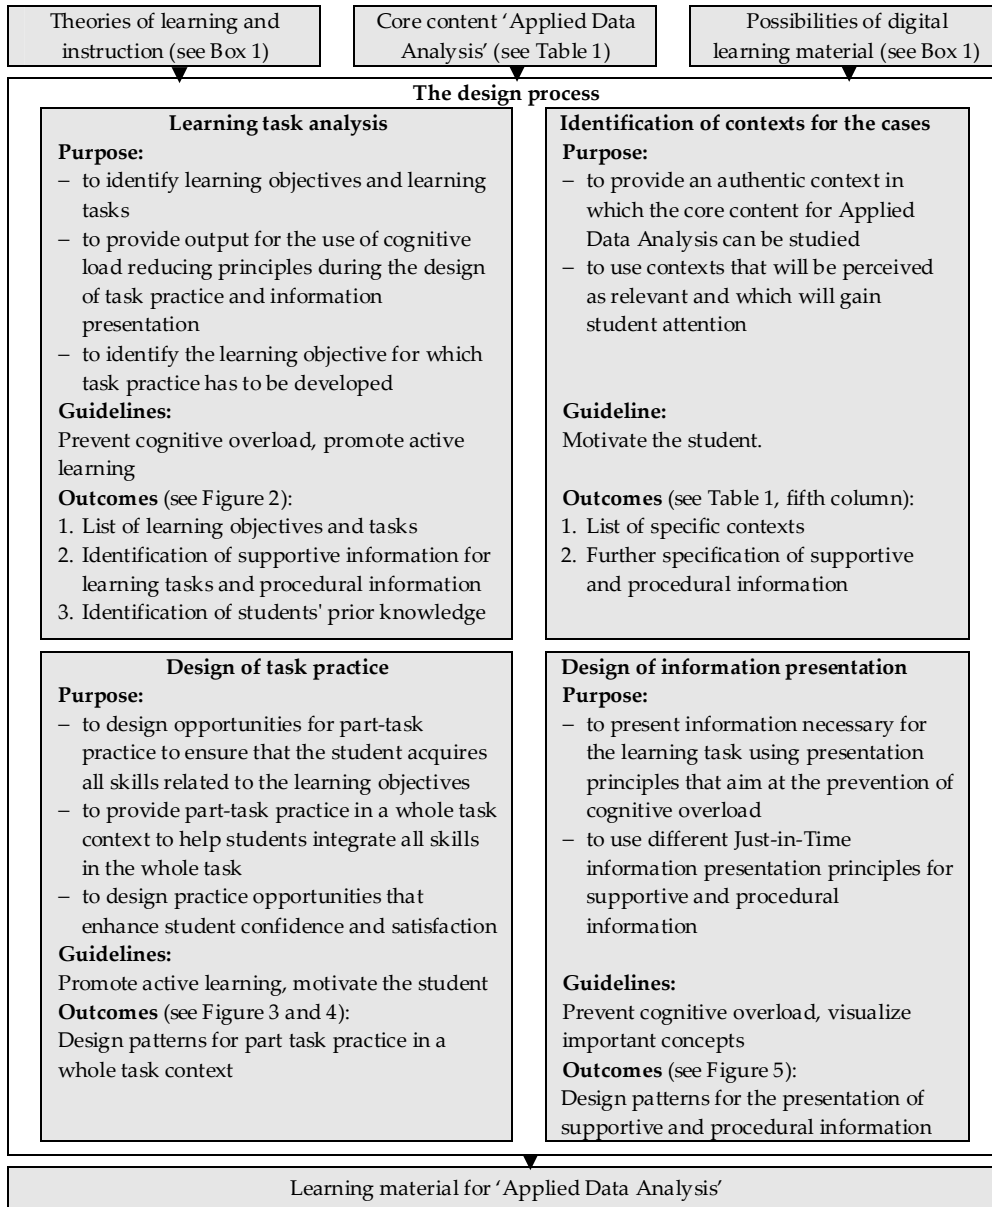 Theories of learning and
instruction (see Box 1)
Core content ‘Applied Data
Analysis’ (see Table 1)
Possibilities of digital
learning material (see Box 1)
The design process
Learning task analysis
Purpose:
– to identify learning objectives and learning
tasks
– to provide output for the use of cognitive
load reducing principles during the design
of task practice and information
presentation
– to identify the learning objective for which
task practice has to be developed
Guidelines:
Prevent cognitive overload, promote active
learning
Outcomes (see Figure 2):
1. List of learning objectives and tasks
2. Identification of supportive information for
learning tasks and procedural information
3. Identification of students' prior knowledge
Identification of contexts for the cases
Purpose:
– to provide an authentic context in
which the core content for Applied
Data Analysis can be studied
– to use contexts that will be perceived
as relevant and which will gain
student attention
Guideline:
Motivate the student.
Outcomes (see Table 1, fifth column):
1. List of specific contexts
2. Further specification of supportive
and procedural information
Design of task practice
Purpose:
– to design opportunities for part-task
practice to ensure that the student acquires
all skills related to the learning objectives
– to provide part-task practice in a whole task
context to help students integrate all skills
in the whole task
– to design practice opportunities that
enhance student confidence and satisfaction
Guidelines:
Promote active learning, motivate the student
Outcomes (see Figure 3 and 4):
Design patterns for part task practice in a
whole task context
Design of information presentation
Purpose:
– to present information necessary for
the learning task using presentation
principles that aim at the prevention of
cognitive overload
– to use different Just-in-Time
information presentation principles for
supportive and procedural
information
Guidelines:
Prevent cognitive overload, visualize
important concepts
Outcomes (see Figure 5):
Design patterns for the presentation of
supportive and procedural information
Learning material for ‘Applied Data Analysis’